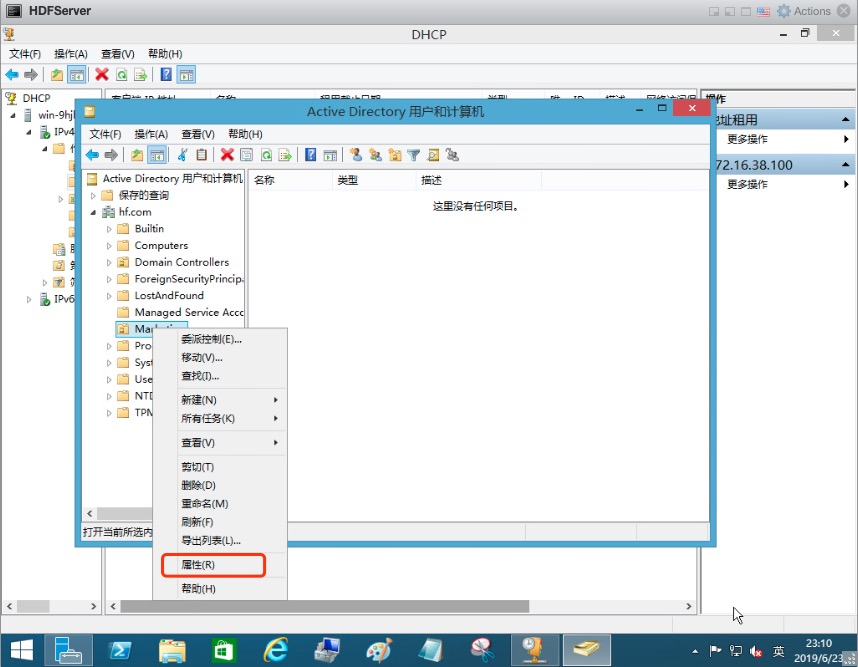 HDFServer
Actions
DHCP
文件(F) 操作(A) 查看(V) 帮助(H)
DHCP
win-9hj
IPv4
IPv6
操作
地址租用
更多操作
72.16.38.100
更多操作
Active Directory 用户和计算机
文件(F) 操作(A) 查看(V) 帮助(H)
Active Directory 用户和计算机
保存的查询
hf.com
Builtin
Computers
Domain Controllers
ForeignSecurityPrincipa
LostAndFound
Managed Service Acco
Mar
Pro
Syst
Use
NTD
TPM
名称 类型 描述
这里没有任何项目。
委派控制(E)...
移动(V)...
查找(I)...
新建(N)
所有任务(K)
查看(V)
剪切(T)
删除(D)
重命名(M)
刷新(F)
导出列表(L)...
属性(R)
帮助(H)
打开当前所选内
英
23:10
2019/6/23